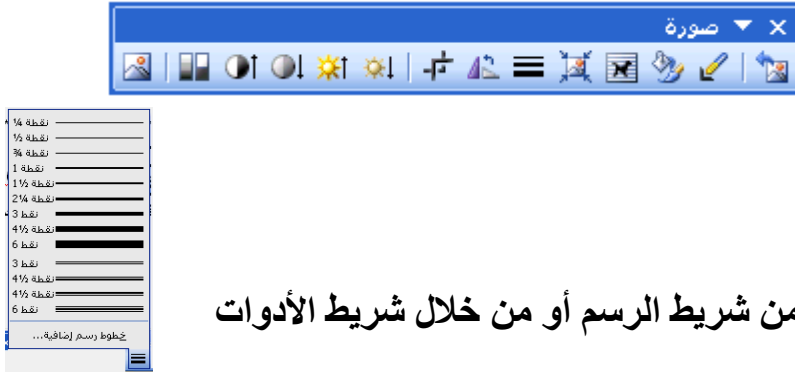 صورة
نقطة ¼
نقطة ½
نقطة ¾
نقطة 1
نقطة 1½
نقطة 2¼
نقط 3
نقطة 4½
نقط 6
نقط 3
نقطة 4½
نقطة 4½
نقط 6
خطوط رسم إضافية...
من شريط الرسم أو من خلال شريط الأدوات